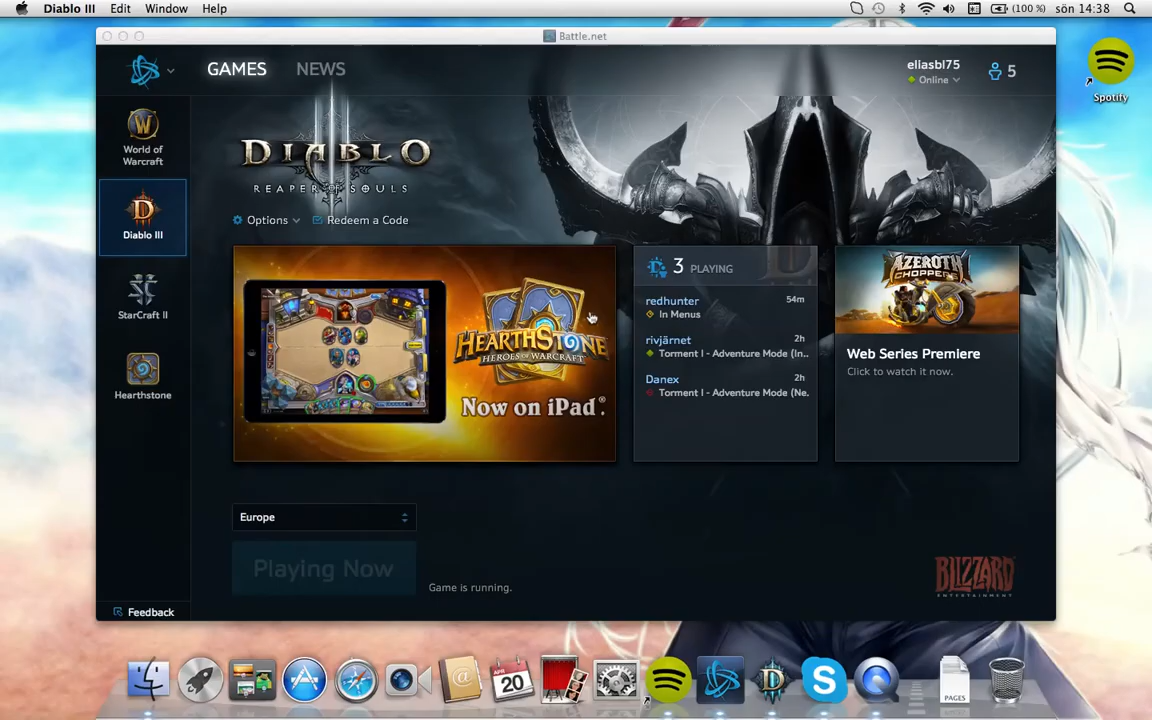 Diablo III Edit Window Help (100 %) sön 14:38
Battle.net
GAMES NEWS
eliasbl75
Online
5
Spotify
World of
Warcraft
Diablo III
StarCraft II
Hearthstone
Feedback
DIABLO
REAPER OF SOULS
Options Redeem a Code
HEARTHSTONE
HEROES OF WARCRAFT
Now on iPad®.
3 PLAYING
redhunter 54m
In Menus
rivjärnet 2h
Torment I - Adventure Mode (In..
Danex 2h
Torment I - Adventure Mode (Ne.
AZEROTH
CHOPPERS
Web Series Premiere
Click to watch it now.
Europe
Playing Now
Game is running.
BLIZZARD
ENTERTAINMENT
APR
20
PAGES